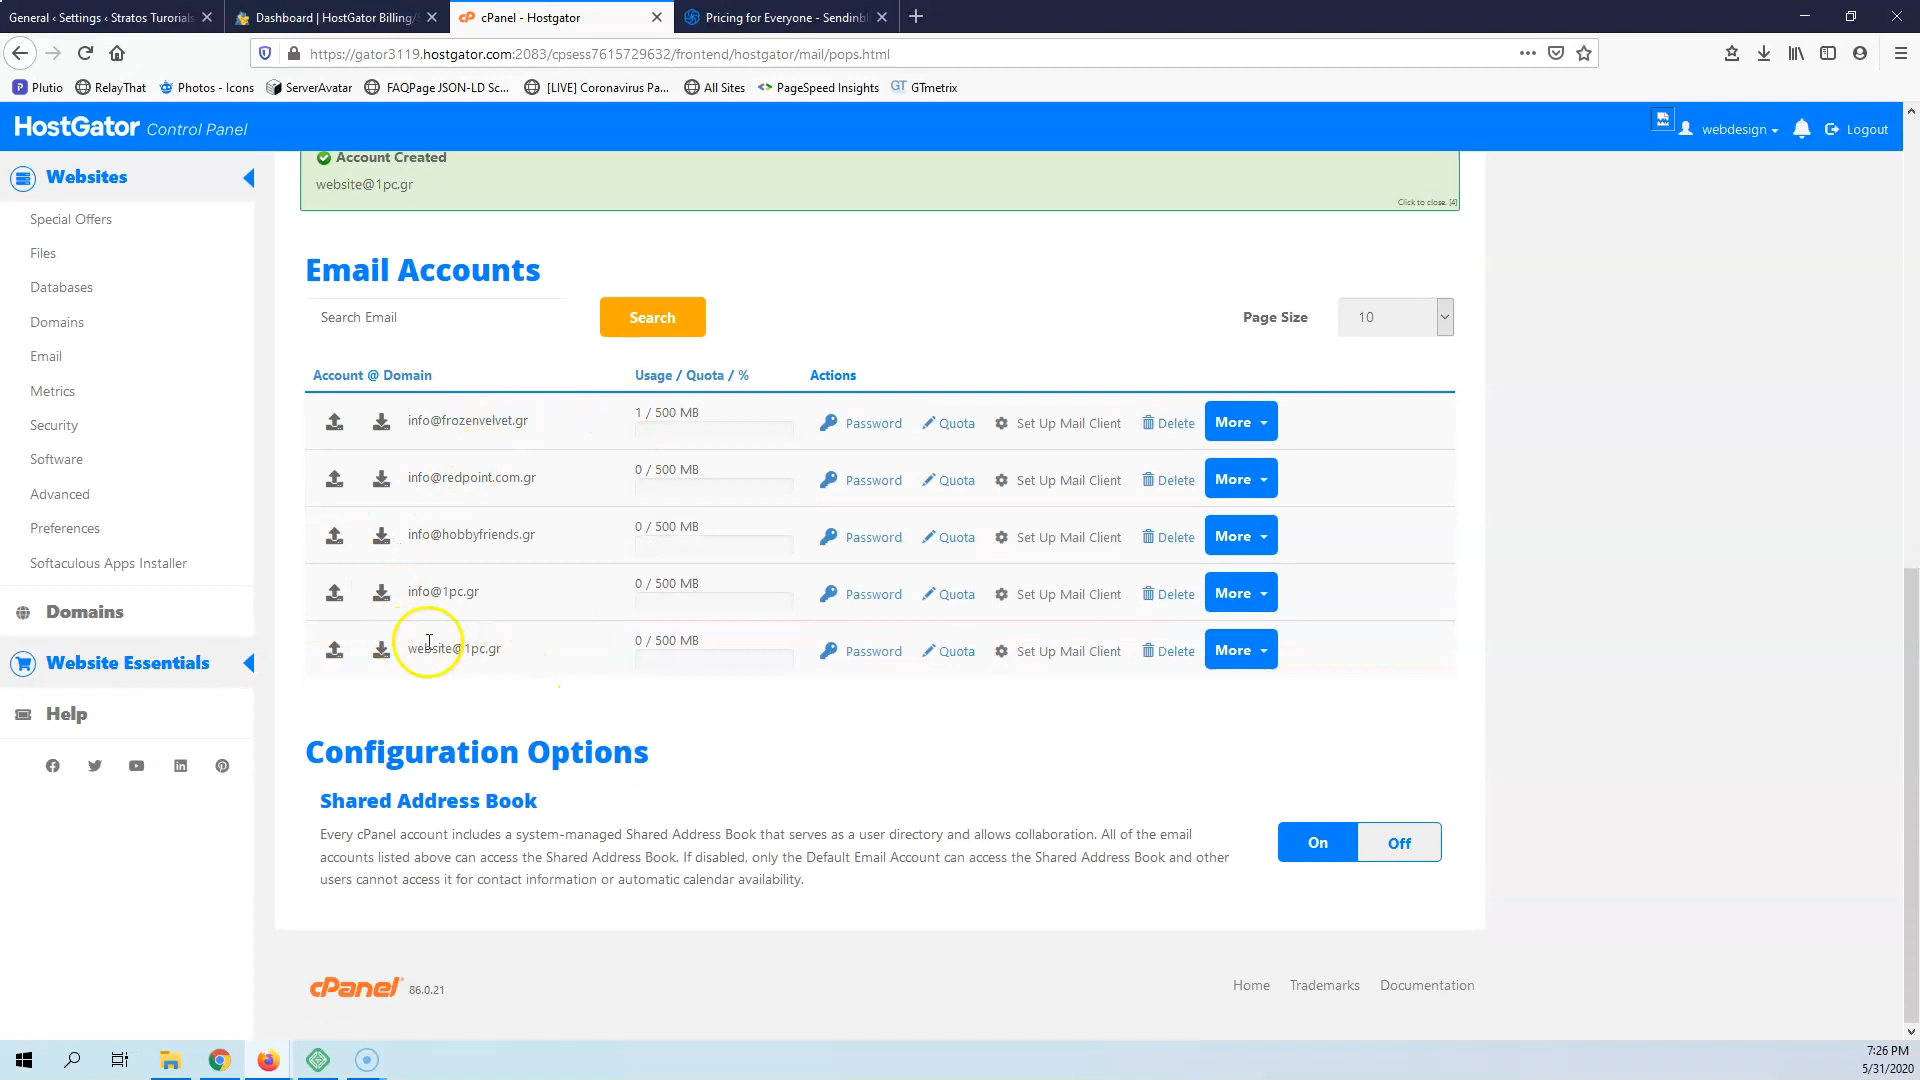 General ‹ Settings ‹ Stratos Turorials
Dashboard | HostGator Billing/
cPanel - Hostgator
Pricing for Everyone - Sendinbl
https://gator3119.hostgator.com:2083/cpsess7615729632/frontend/hostgator/mail/pops.html
Plutio
RelayThat
Photos - Icons
ServerAvatar
FAQPage JSON-LD Sc...
[LIVE] Coronavirus Pa...
All Sites
PageSpeed Insights
GTmetrix
HostGator Control Panel
webdesign
Logout
Websites
Special Offers
Files
Databases
Domains
Email
Metrics
Security
Software
Advanced
Preferences
Softaculous Apps Installer
Domains
Website Essentials
Help
Account Created
website@1pc.gr
Click to close. [4]
Email Accounts
Search Email
Search
Page Size
10
Account @ Domain
Usage / Quota / %
Actions
info@frozenvelvet.gr 1 / 500 MB Password Quota Set Up Mail Client Delete More
info@redpoint.com.gr 0 / 500 MB Password Quota Set Up Mail Client Delete More
info@hobbyfriends.gr 0 / 500 MB Password Quota Set Up Mail Client Delete More
info@1pc.gr 0 / 500 MB Password Quota Set Up Mail Client Delete More
website@1pc.gr 0 / 500 MB Password Quota Set Up Mail Client Delete More
Configuration Options
Shared Address Book
Every cPanel account includes a system-managed Shared Address Book that serves as a user directory and allows collaboration. All of the email
accounts listed above can access the Shared Address Book. If disabled, only the Default Email Account can access the Shared Address Book and other
users cannot access it for contact information or automatic calendar availability.
On
Off
cPanel 86.0.21
Home
Trademarks
Documentation
7:26 PM
5/31/2020